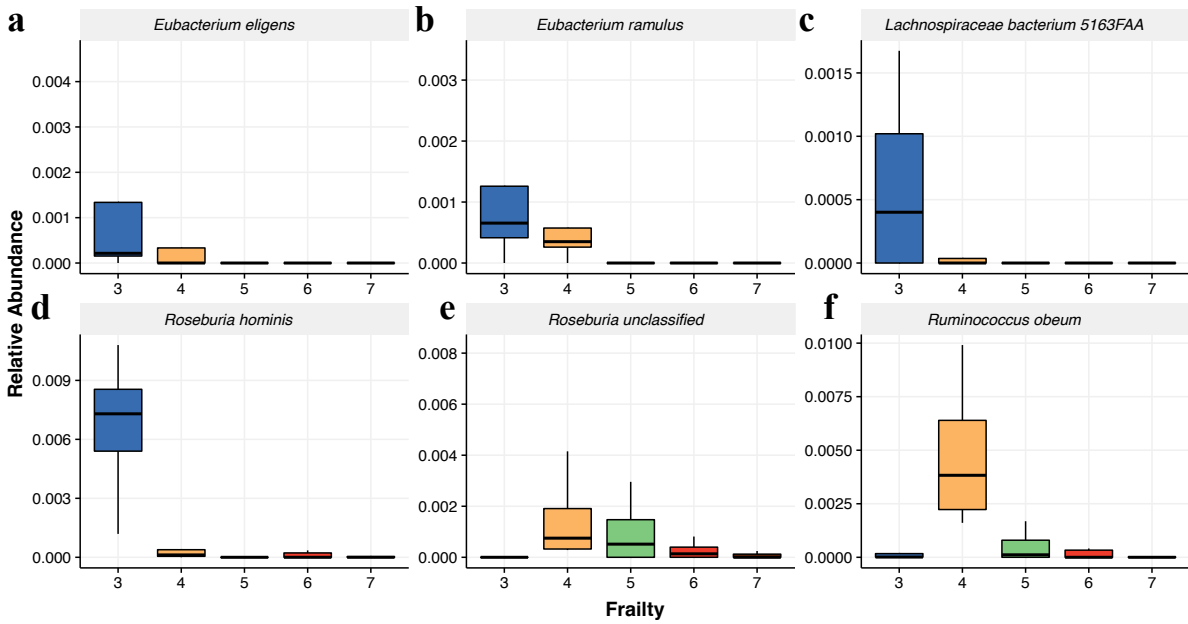 a
Eubacterium eligens
0.004
0.003
0.002
0.001
0.000
3 4 5 6 7
b
Eubacterium ramulus
0.003
0.002
0.001
0.000
3 4 5 6 7
c
Lachnospiraceae bacterium 5163FAA
0.0015
0.0010
0.0005
0.0000
3 4 5 6 7
Relative Abundance
d
Roseburia hominis
0.009
0.006
0.003
0.000
3 4 5 6 7
e
Roseburia unclassified
0.008
0.006
0.004
0.002
0.000
3 4 5 6 7
f
Ruminococcus obeum
0.0100
0.0075
0.0050
0.0025
0.0000
3 4 5 6 7
Frailty